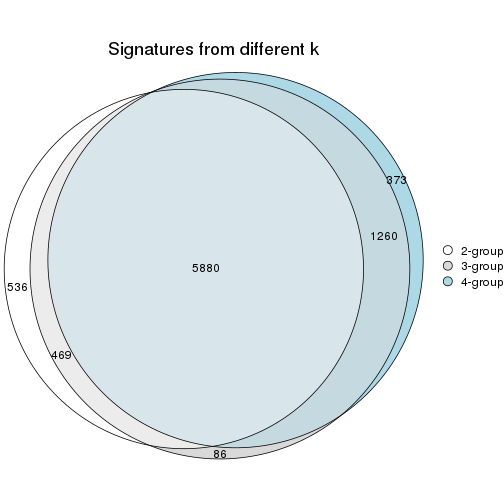 Signatures from different k
373
1260
5880
536
469
86
2-group
3-group
4-group